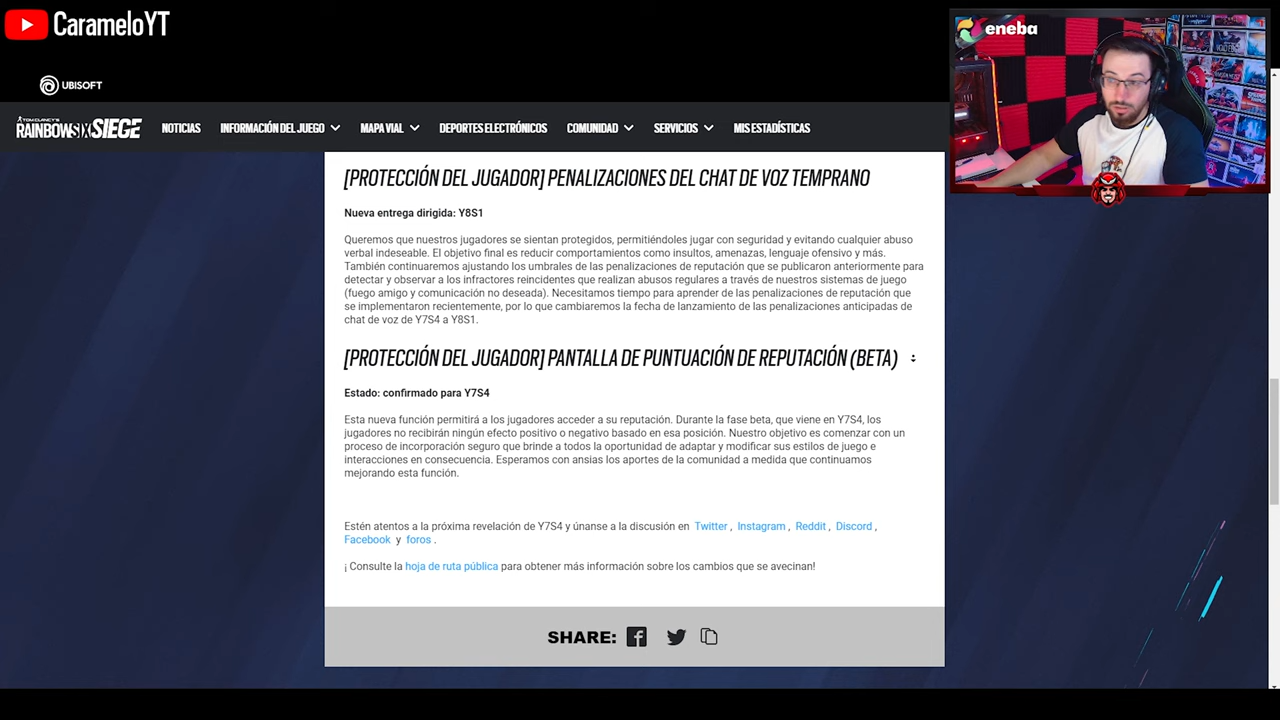 CarameloYT
eneba
UBISOFT
TOM CLANCY'S
RAINBOWSIX SIEGE
NOTICIAS
INFORMACIÓN DEL JUEGO
MAPA VIAL
DEPORTES ELECTRÓNICOS
COMUNIDAD
SERVICIOS
MIS ESTADÍSTICAS
[PROTECCIÓN DEL JUGADOR] PENALIZACIONES DEL CHAT DE VOZ TEMPRANO
Nueva entrega dirigida: Y8S1
Queremos que nuestros jugadores se sientan protegidos, permitiéndoles jugar con seguridad y evitando cualquier abuso
verbal indeseable. El objetivo final es reducir comportamientos como insultos, amenazas, lenguaje ofensivo y más.
También continuaremos ajustando los umbrales de las penalizaciones de reputación que se publicaron anteriormente para
detectar y observar a los infractores reincidentes que realizan abusos regulares a través de nuestros sistemas de juego
(fuego amigo y comunicación no deseada). Necesitamos tiempo para aprender de las penalizaciones de reputación que
se implementaron recientemente, por lo que cambiaremos la fecha de lanzamiento de las penalizaciones anticipadas de
chat de voz de Y7S4 a Y8S1.
[PROTECCIÓN DEL JUGADOR] PANTALLA DE PUNTUACIÓN DE REPUTACIÓN (BETA)
Estado: confirmado para Y7S4
Esta nueva función permitirá a los jugadores acceder a su reputación. Durante la fase beta, que viene en Y7S4, los
jugadores no recibirán ningún efecto positivo o negativo basado en esa posición. Nuestro objetivo es comenzar con un
proceso de incorporación seguro que brinde a todos la oportunidad de adaptar y modificar sus estilos de juego e
interacciones en consecuencia. Esperamos con ansias los aportes de la comunidad a medida que continuamos
mejorando esta función.
Estén atentos a la próxima revelación de Y7S4 y únanse a la discusión en Twitter , Instagram , Reddit , Discord ,
Facebook y foros .
¡ Consulte la hoja de ruta pública para obtener más información sobre los cambios que se avecinan!
SHARE: